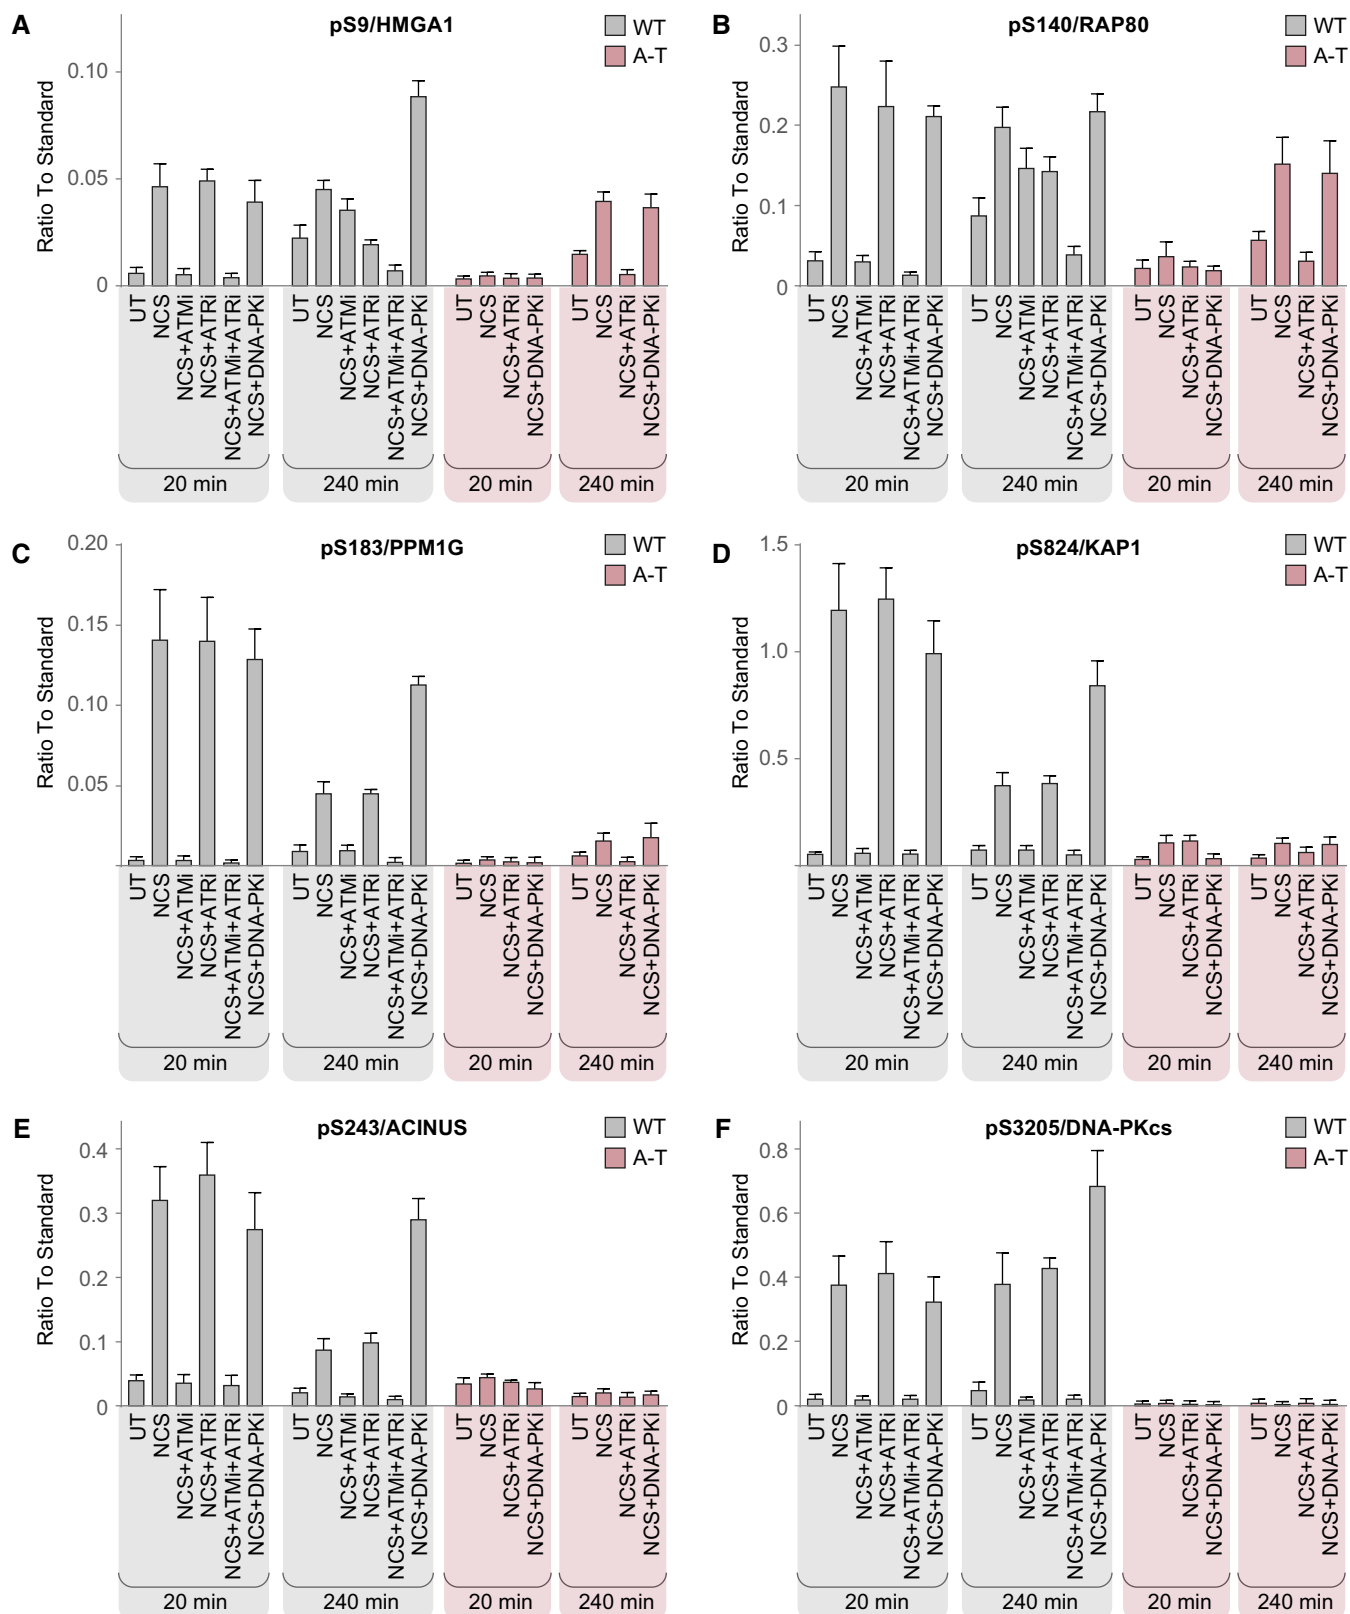 A
pS9/HMGA1
WT
A-T
Ratio To Standard
0.10
0.05
0
UT
NCS
NCS+ATMi
NCS+ATRi
NCS+ATMi+ATRi
NCS+DNA-PKi
UT
NCS
NCS+ATMi
NCS+ATRi
NCS+ATMi+ATRi
NCS+DNA-PKi
UT
NCS
NCS+ATRi
NCS+DNA-PKi
UT
NCS
NCS+ATRi
NCS+DNA-PKi
20 min
240 min
20 min
240 min
B
pS140/RAP80
WT
A-T
Ratio To Standard
0.3
0.2
0.1
0
UT
NCS
NCS+ATMi
NCS+ATRi
NCS+ATMi+ATRi
NCS+DNA-PKi
UT
NCS
NCS+ATMi
NCS+ATRi
NCS+ATMi+ATRi
NCS+DNA-PKi
UT
NCS
NCS+ATRi
NCS+DNA-PKi
UT
NCS
NCS+ATRi
NCS+DNA-PKi
20 min
240 min
20 min
240 min
C
pS183/PPM1G
WT
A-T
Ratio To Standard
0.20
0.15
0.10
0.05
UT
NCS
NCS+ATMi
NCS+ATRi
NCS+ATMi+ATRi
NCS+DNA-PKi
UT
NCS
NCS+ATMi
NCS+ATRi
NCS+ATMi+ATRi
NCS+DNA-PKi
UT
NCS
NCS+ATRi
NCS+DNA-PKi
UT
NCS
NCS+ATRi
NCS+DNA-PKi
20 min
240 min
20 min
240 min
D
pS824/KAP1
WT
A-T
Ratio To Standard
1.5
1.0
0.5
UT
NCS
NCS+ATMi
NCS+ATRi
NCS+ATMi+ATRi
NCS+DNA-PKi
UT
NCS
NCS+ATMi
NCS+ATRi
NCS+ATMi+ATRi
NCS+DNA-PKi
UT
NCS
NCS+ATRi
NCS+DNA-PKi
UT
NCS
NCS+ATRi
NCS+DNA-PKi
20 min
240 min
20 min
240 min
E
pS243/ACINUS
WT
A-T
Ratio To Standard
0.4
0.3
0.2
0.1
0
UT
NCS
NCS+ATMi
NCS+ATRi
NCS+ATMi+ATRi
NCS+DNA-PKi
UT
NCS
NCS+ATMi
NCS+ATRi
NCS+ATMi+ATRi
NCS+DNA-PKi
UT
NCS
NCS+ATRi
NCS+DNA-PKi
UT
NCS
NCS+ATRi
NCS+DNA-PKi
20 min
240 min
20 min
240 min
F
pS3205/DNA-PKcs
WT
A-T
Ratio To Standard
0.8
0.6
0.4
0.2
0
UT
NCS
NCS+ATMi
NCS+ATRi
NCS+ATMi+ATRi
NCS+DNA-PKi
UT
NCS
NCS+ATMi
NCS+ATRi
NCS+ATMi+ATRi
NCS+DNA-PKi
UT
NCS
NCS+ATRi
NCS+DNA-PKi
UT
NCS
NCS+ATRi
NCS+DNA-PKi
20 min
240 min
20 min
240 min